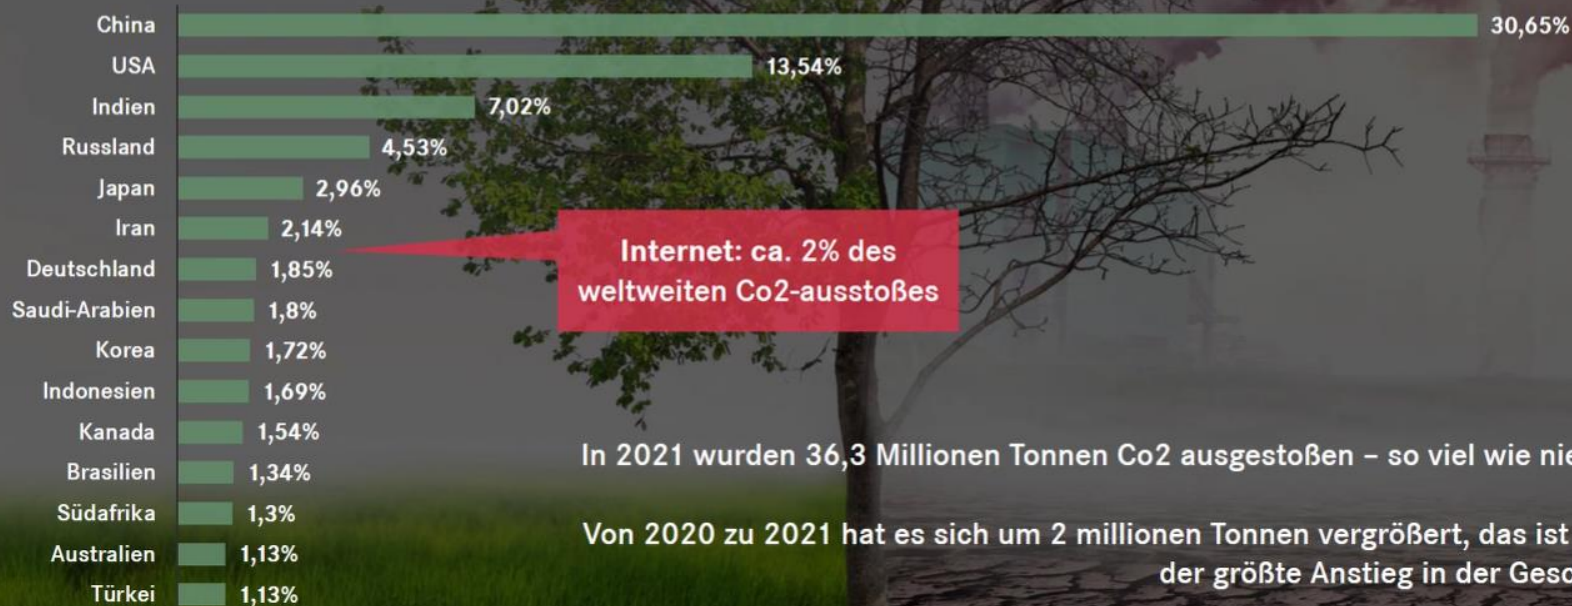 China 30,65%
USA 13,54%
Indien 7,02%
Russland 4,53%
Japan 2,96%
Iran 2,14%
Deutschland 1,85%
Saudi-Arabien 1,8%
Korea 1,72%
Indonesien 1,69%
Kanada 1,54%
Brasilien 1,34%
Südafrika 1,3%
Australien 1,13%
Türkei 1,13%
Internet: ca. 2% des
weltweiten Co2-ausstoßes
In 2021 wurden 36,3 Millionen Tonnen Co2 ausgestoßen – so viel wie nie
Von 2020 zu 2021 hat es sich um 2 millionen Tonnen vergrößert, das ist
der größte Anstieg in der